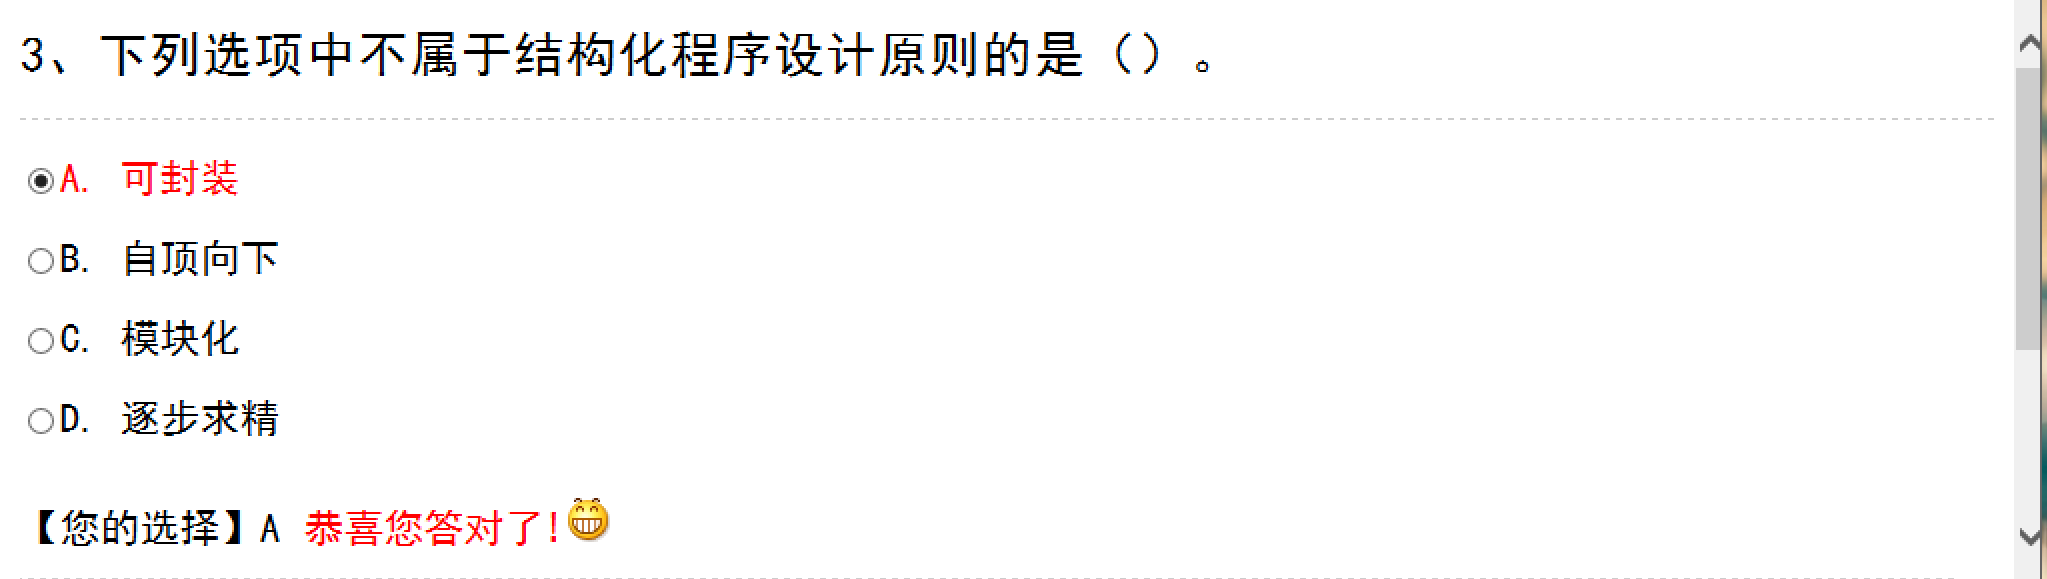 3、下列选项中不属于结构化程序设计原则的是（）。
A. 可封装
B. 自顶向下
C. 模块化
D. 逐步求精
【您的选择】A 恭喜您答对了!